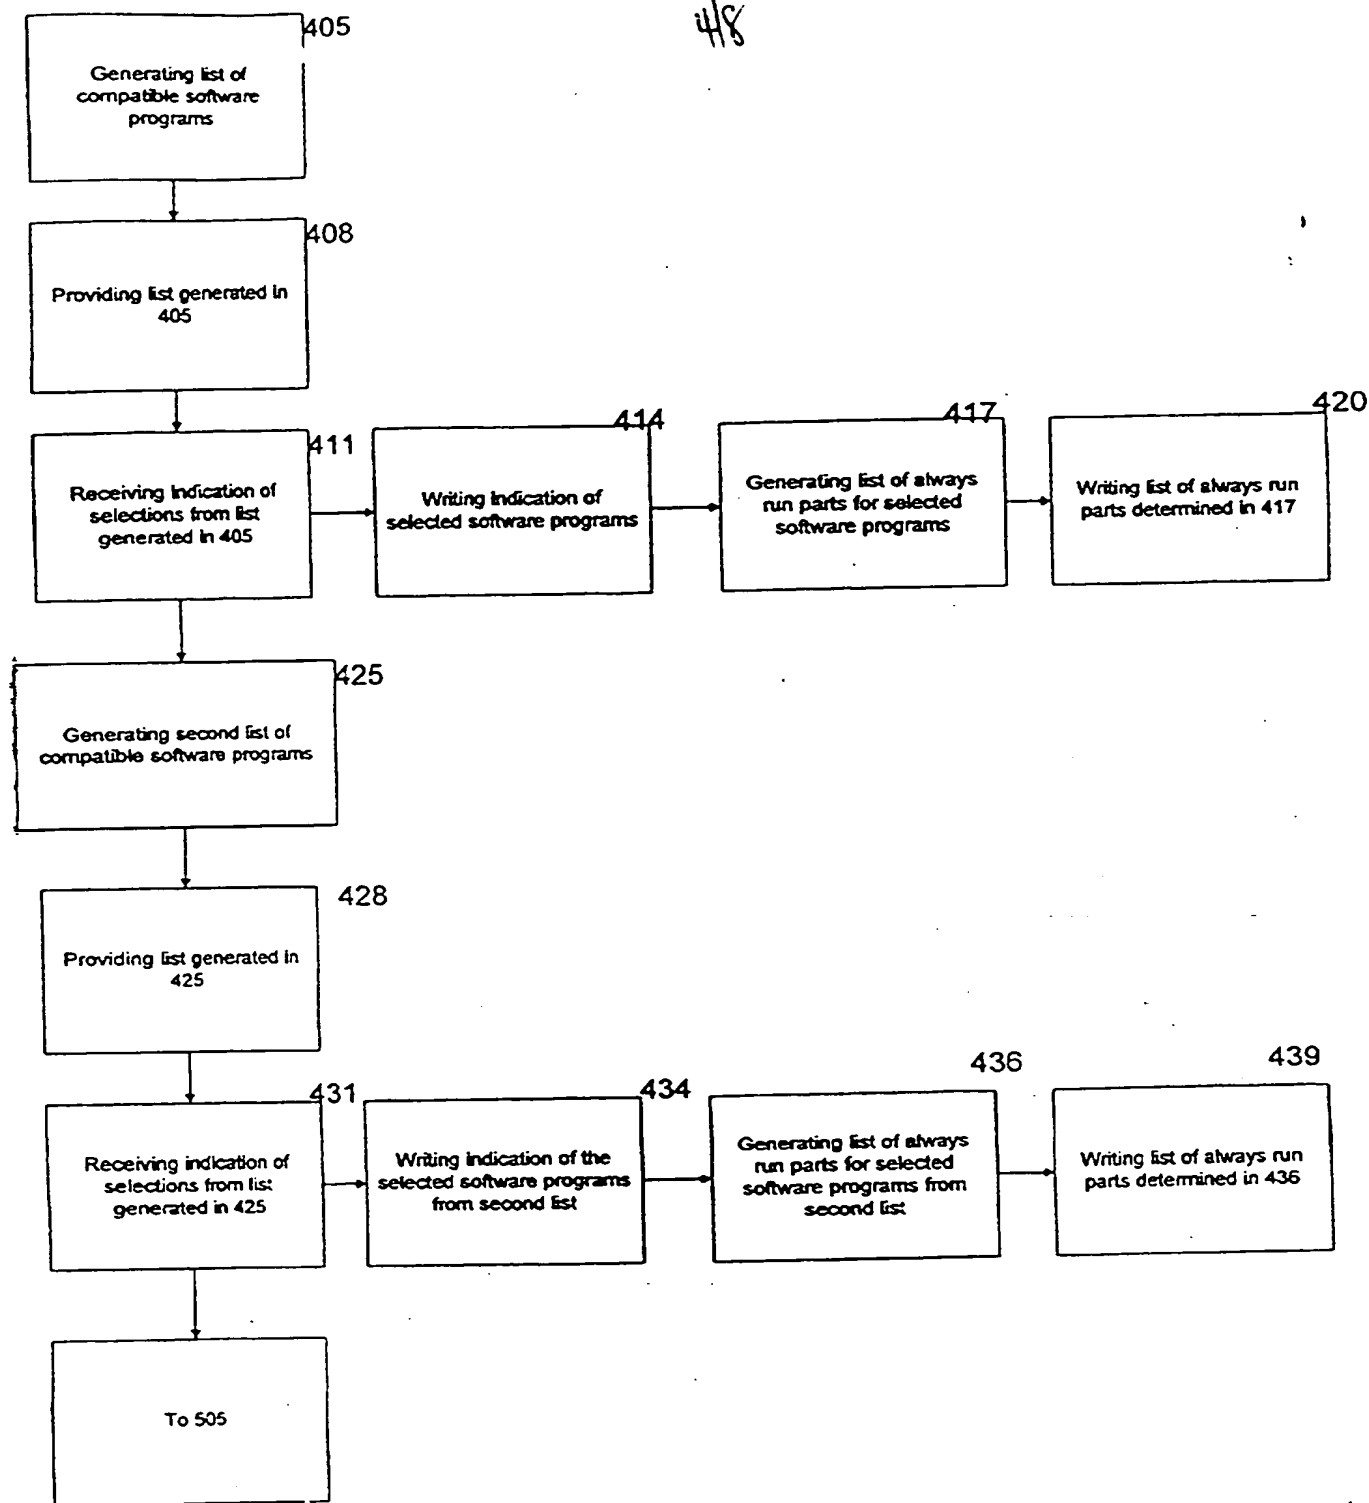 4/8
405
Generating list of
compatible software
programs
408
Providing list generated in
405
411
Receiving indication of
selections from list
generated in 405
414
Writing indication of
selected software programs
417
Generating list of always
run parts for selected
software programs
420
Writing list of always run
parts determined in 417
425
Generating second list of
compatible software programs
428
Providing list generated in
425
431
Receiving indication of
selections from list
generated in 425
434
Writing indication of the
selected software programs
from second list
436
Generating list of always
run parts for selected
software programs from
second list
439
Writing list of always run
parts determined in 436
To 505